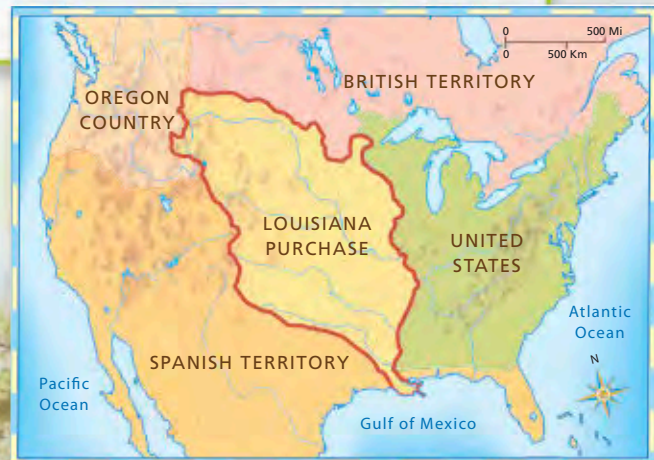 0 500 Mi
0 500 Km
BRITISH TERRITORY
OREGON
COUNTRY
LOUISIANA
PURCHASE
UNITED
STATES
Atlantic
Ocean
N
SPANISH TERRITORY
Pacific
Ocean
Gulf of Mexico